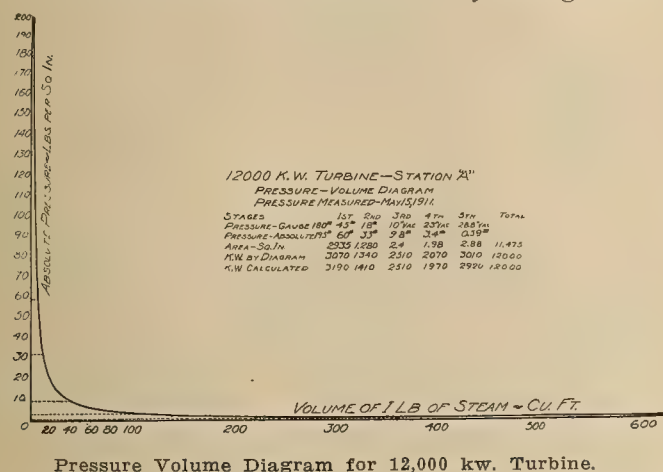 200
190
180
170
160
150
140
130
120
110
100
90
80
70
60
50
40
30
20
10
0
ABSOLUTE PRESSURE-LBS PER SQ IN.
12000 K.W. TURBINE-STATION "A"
PRESSURE-VOLUME DIAGRAM
PRESSURE MEASURED-MAY 15, 1911.
STAGES 1ST 2ND 3RD 4TH 5TH TOTAL
PRESSURE-GAUGE 180# 45# 18# 10"VAC 23"VAC 28.8"VAC
PRESSURE-ABSOLUTE 195# 60# 33# 9.8# 3.4# 0.59#
AREA-SQ.IN. 2.935 1.280 2.4 1.98 2.88 11.475
K.W. BY DIAGRAM 3070 1340 2510 2070 3010 12000
K.W CALCULATED 3190 1410 2510 1970 2920 12000
VOLUME OF 1 LB OF STEAM - CU. FT.
20 40 60 80 100 200 300 400 500 600
Pressure Volume Diagram for 12,000 kw. Turbine.